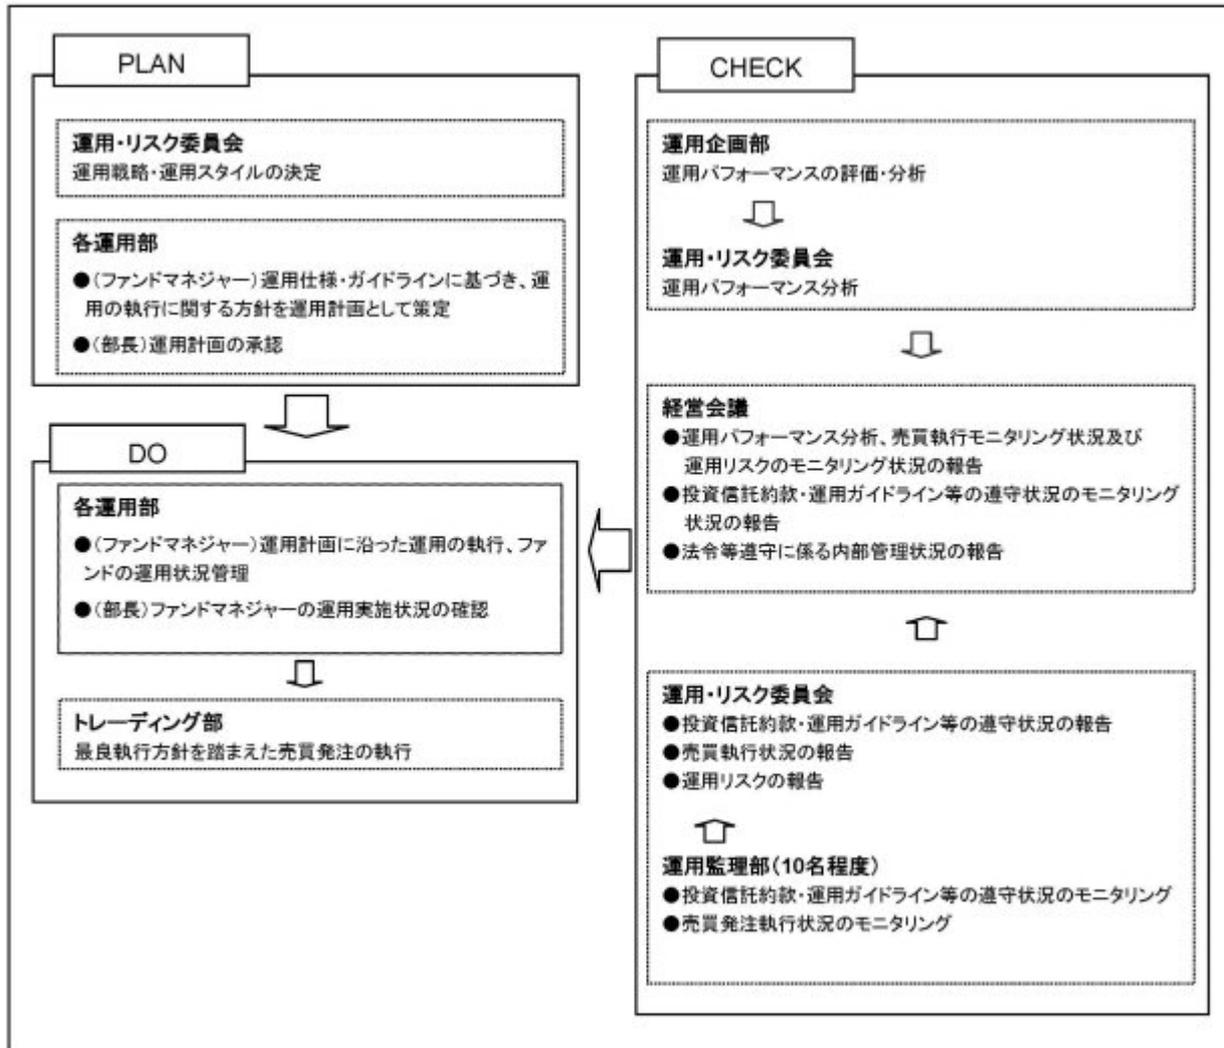 PLAN
運用・リスク委員会
運用戦略・運用スタイルの決定
各運用部
●(ファンドマネジャー)運用仕様・ガイドラインに基づき、運
用の執行に関する方針を運用計画として策定
●(部長)運用計画の承認
DO
各運用部
●(ファンドマネジャー)運用計画に沿った運用の執行、ファ
ンドの運用状況管理
●(部長)ファンドマネジャーの運用実施状況の確認
トレーディング部
最良執行方針を踏まえた売買発注の執行
CHECK
運用企画部
運用パフォーマンスの評価・分析
運用・リスク委員会
運用パフォーマンス分析
経営会議
●運用パフォーマンス分析、売買執行モニタリング状況及び
運用リスクのモニタリング状況の報告
●投資信託約款・運用ガイドライン等の遵守状況のモニタリング
状況の報告
●法令等遵守に係る内部管理状況の報告
運用・リスク委員会
●投資信託約款・運用ガイドライン等の遵守状況の報告
●売買執行状況の報告
●運用リスクの報告
運用監理部(10名程度)
●投資信託約款・運用ガイドライン等の遵守状況のモニタリング
●売買発注執行状況のモニタリング